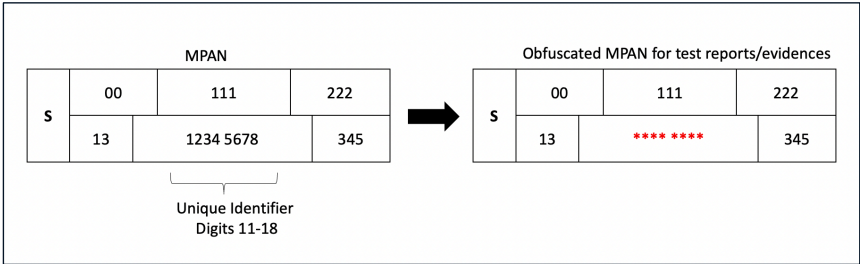 MPAN
S
00 111 222
13 1234 5678 345
Unique Identifier
Digits 11-18
Obfuscated MPAN for test reports/evidences
S
00 111 222
13 **** **** 345